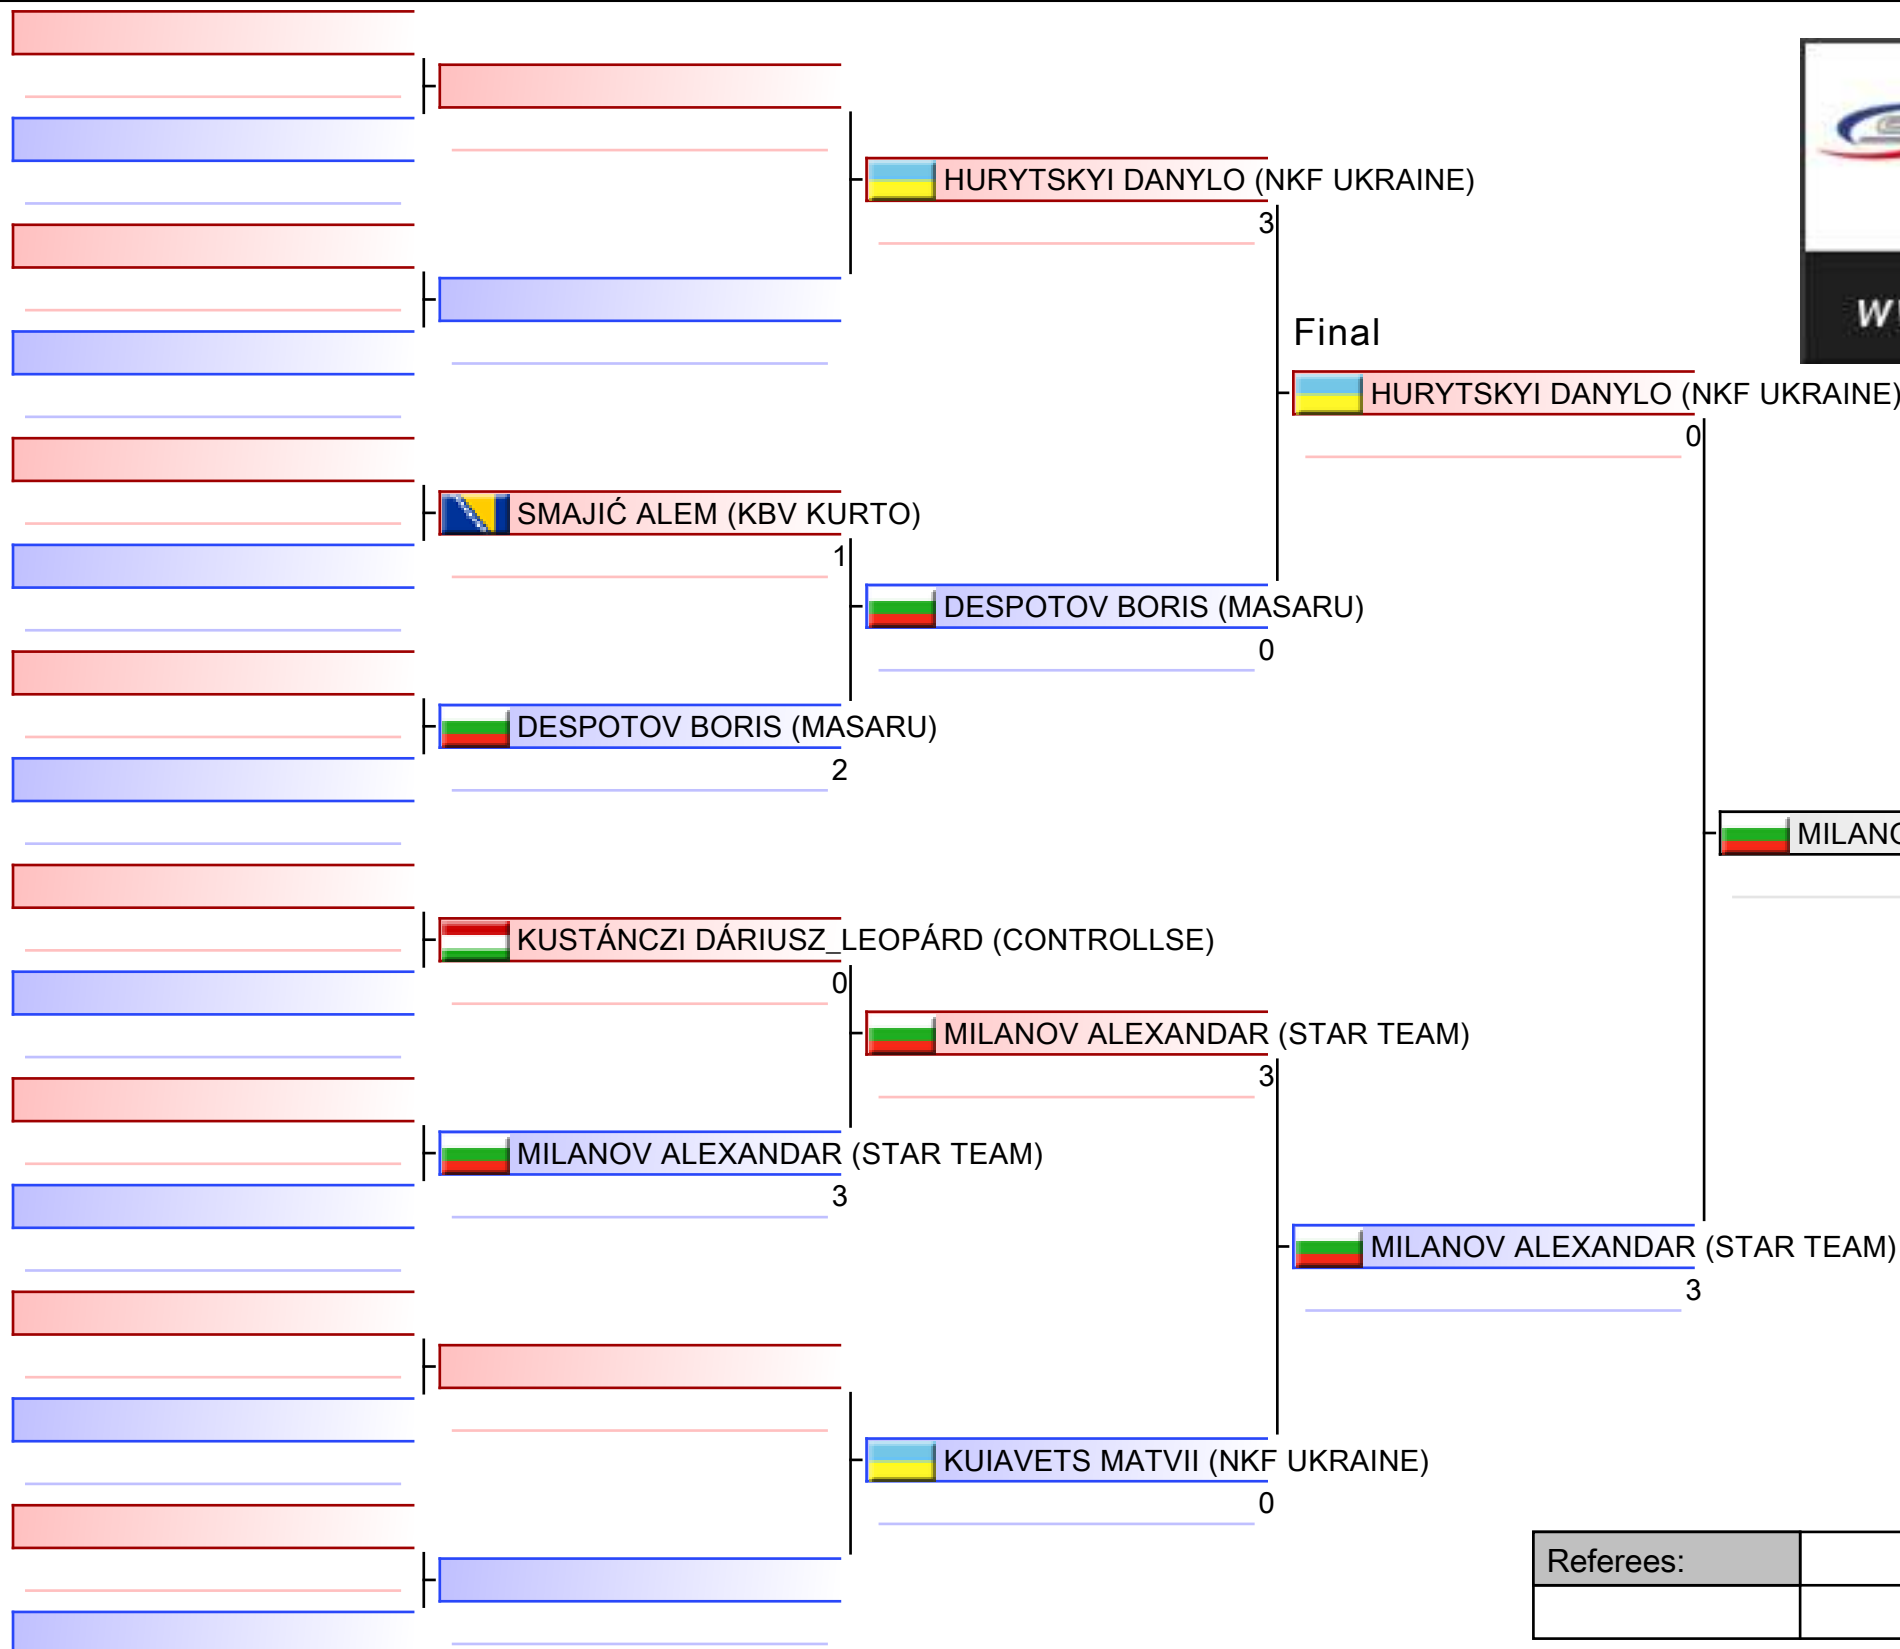 HURYTSKYI DANYLO (NKF UKRAINE)
3
Final
HURYTSKYI DANYLO (NKF UKRAINE)
0
SMAJIĆ ALEM (KBV KURTO)
1
DESPOTOV BORIS (MASARU)
0
DESPOTOV BORIS (MASARU)
2
KUSTÁNCZI DÁRIUSZ_LEOPÁRD (CONTROLLSE)
0
MILANOV ALEXANDAR (STAR TEAM)
3
MILANOV ALEXANDAR (STAR TEAM)
3
MILANOV ALEXANDAR (STAR TEAM)
3
KUIAVETS MATVII (NKF UKRAINE)
0
Referees: